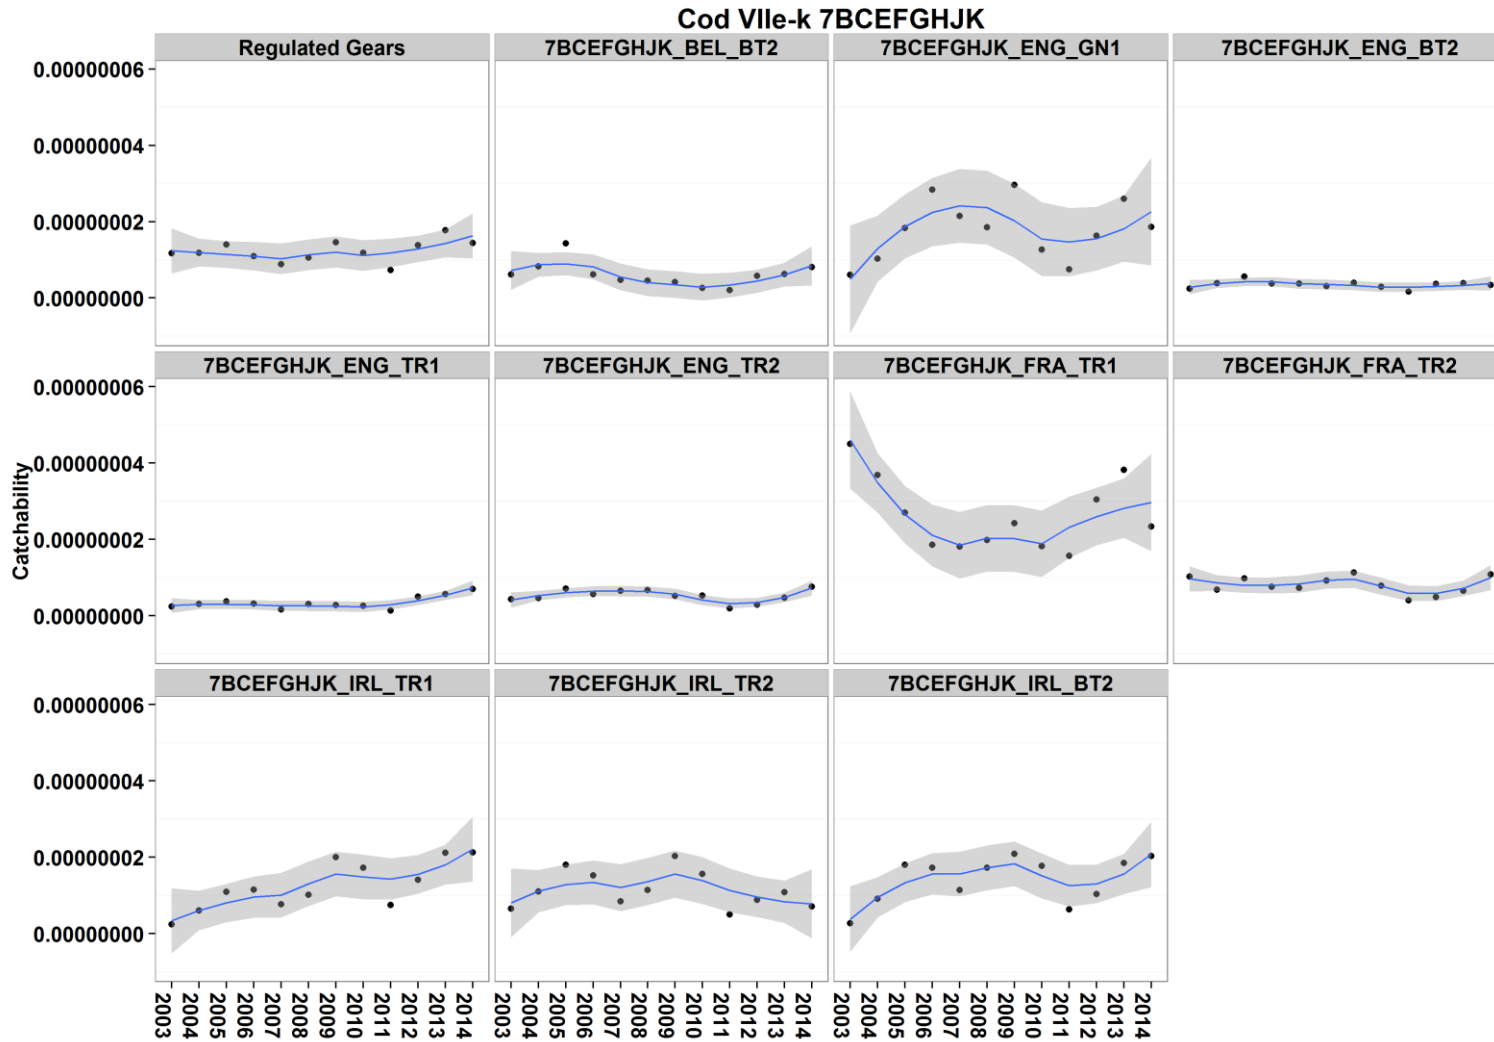 Cod VIIe-k 7BCEFGHJK
Regulated Gears 7BCEFGHJK_BEL_BT2 7BCEFGHJK_ENG_GN1 7BCEFGHJK_ENG_BT2
0.00000006
0.00000004
0.00000002
0.00000000
7BCEFGHJK_ENG_TR1 7BCEFGHJK_ENG_TR2 7BCEFGHJK_FRA_TR1 7BCEFGHJK_FRA_TR2
0.00000006
0.00000004
0.00000002
0.00000000
Catchability
7BCEFGHJK_IRL_TR1 7BCEFGHJK_IRL_TR2 7BCEFGHJK_IRL_BT2
0.00000006
0.00000004
0.00000002
0.00000000
2003 2004 2005 2006 2007 2008 2009 2010 2011 2012 2013 2014 2003 2004 2005 2006 2007 2008 2009 2010 2011 2012 2013 2014 2003 2004 2005 2006 2007 2008 2009 2010 2011 2012 2013 2014